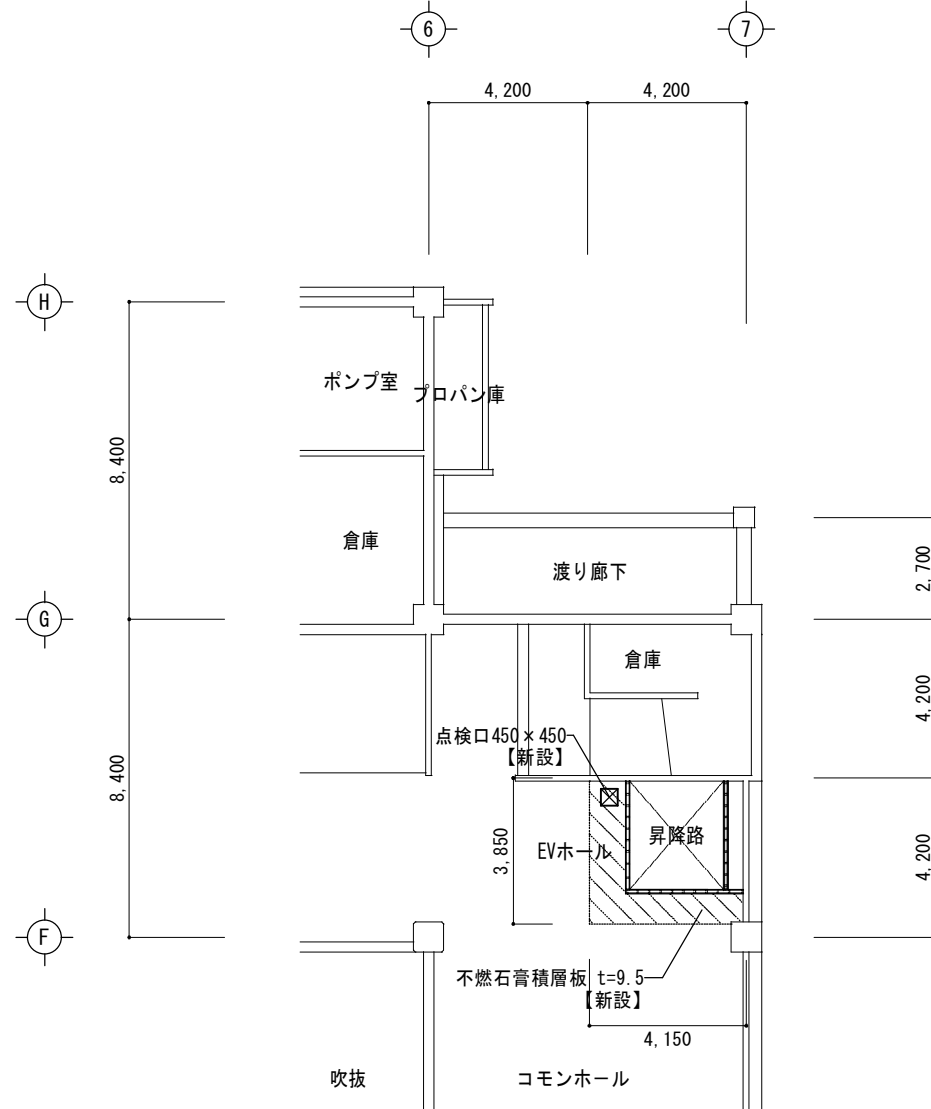 6
7
4,200
4,200
H
ポンプ室
プロパン庫
8,400
倉庫
渡り廊下
2,700
G
倉庫
4,200
点検口450×450
【新設】
8,400
3,850
EVホール
昇降路
4,200
F
不燃石膏積層板 t=9.5
【新設】
4,150
吹抜
コモンホール